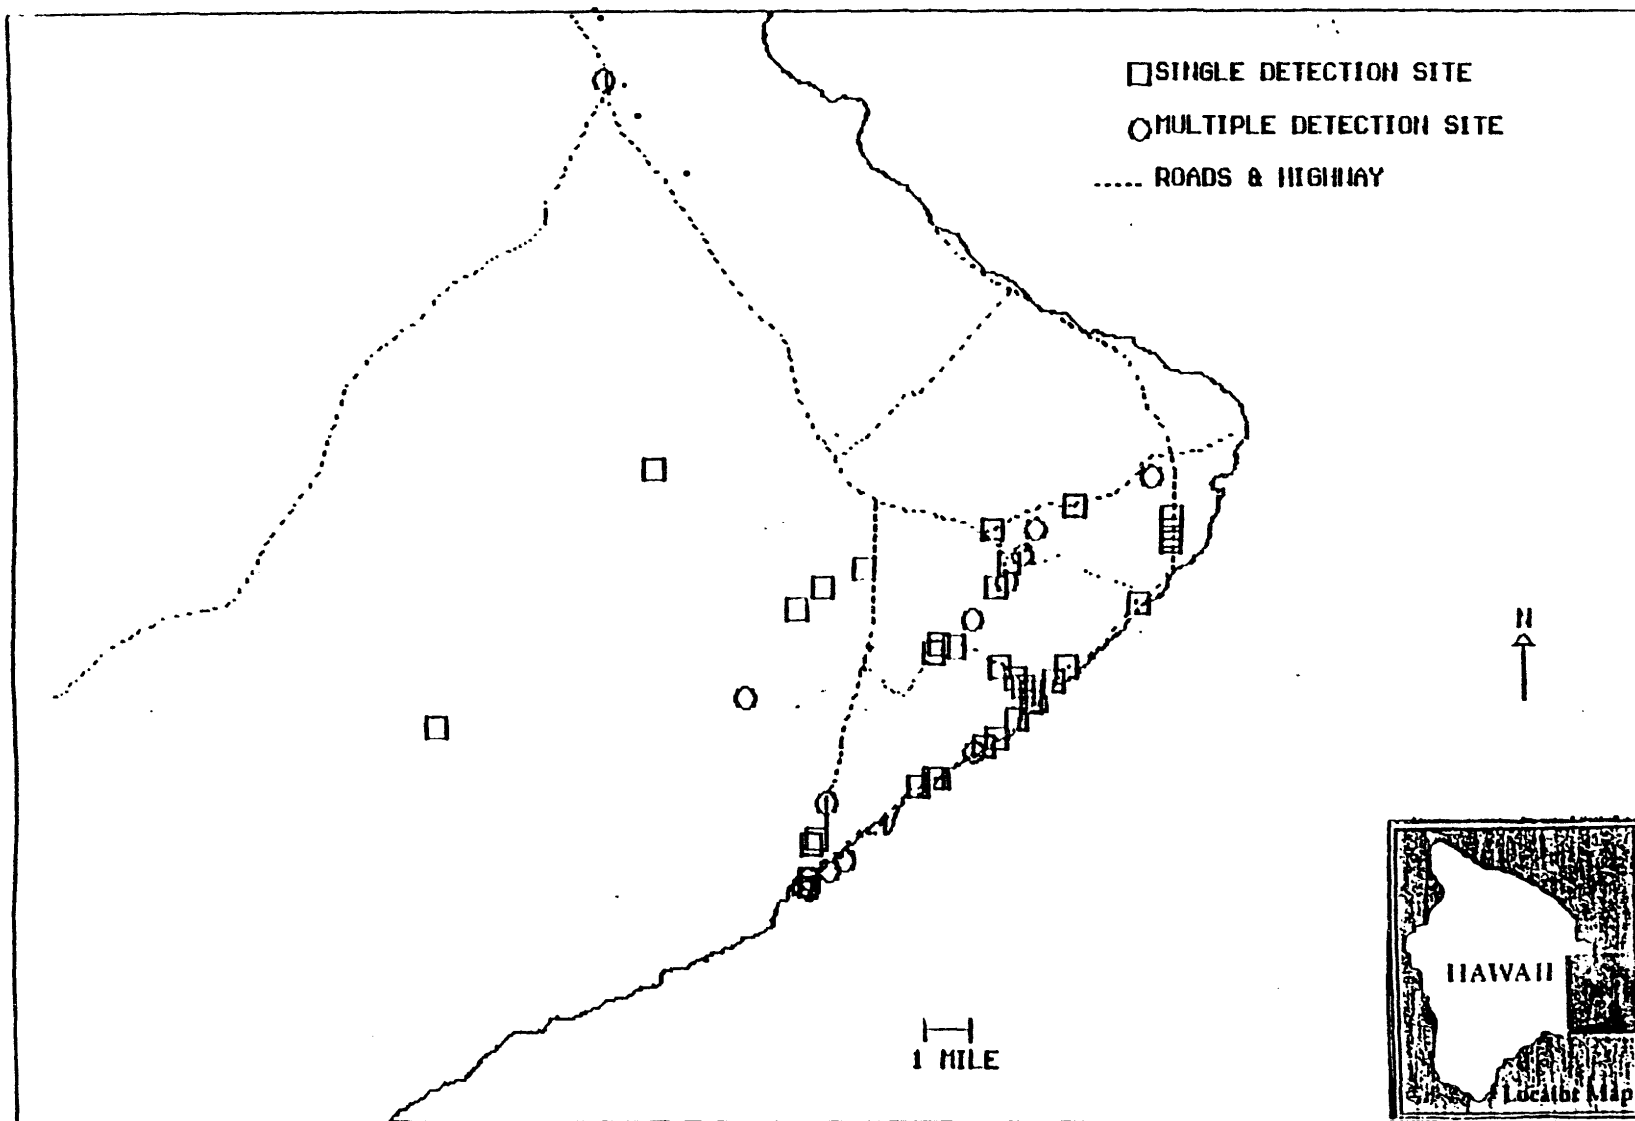 SINGLE DETECTION SITE
MULTIPLE DETECTION SITE
ROADS & HIGHWAY
N
HAWAII
1 MILE
Locator Map